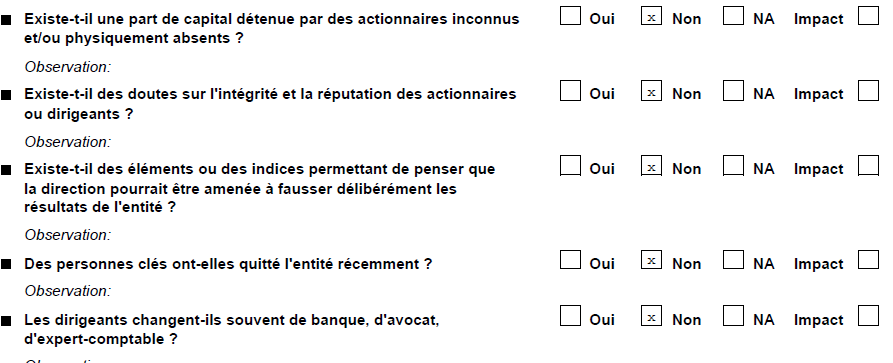 ■ Existe-t-il une part de capital détenue par des actionnaires inconnus Oui x Non NA Impact
et/ou physiquement absents ?
Observation:
■ Existe-t-il des doutes sur l'intégrité et la réputation des actionnaires Oui x Non NA Impact
ou dirigeants ?
Observation:
■ Existe-t-il des éléments ou des indices permettant de penser que Oui x Non NA Impact
la direction pourrait être amenée à fausser délibérément les
résultats de l'entité ?
Observation:
■ Des personnes clés ont-elles quitté l'entité récemment ? Oui x Non NA Impact
Observation:
■ Les dirigeants changent-ils souvent de banque, d'avocat, Oui x Non NA Impact
d'expert-comptable ?